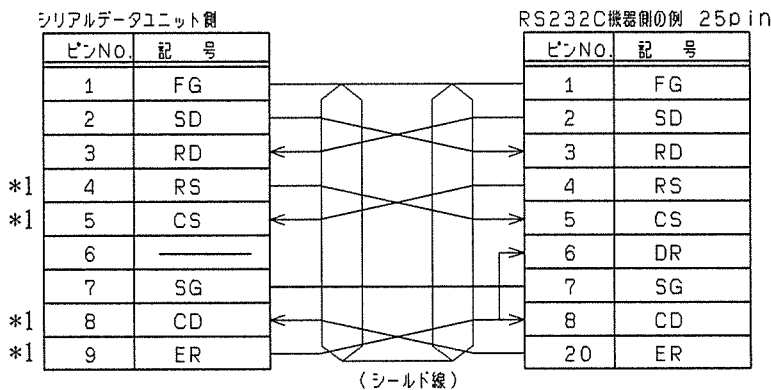 シリアルデータユニット側
RS232C機器側の例 25pin
ピンNo. 記号
1 FG
2 SD
3 RD
*1 4 RS
*1 5 CS
6 ———
7 SG
*1 8 CD
*1 9 ER
ピンNo. 記号
1 FG
2 SD
3 RD
4 RS
5 CS
6 DR
7 SG
8 CD
20 ER
(シールド線)